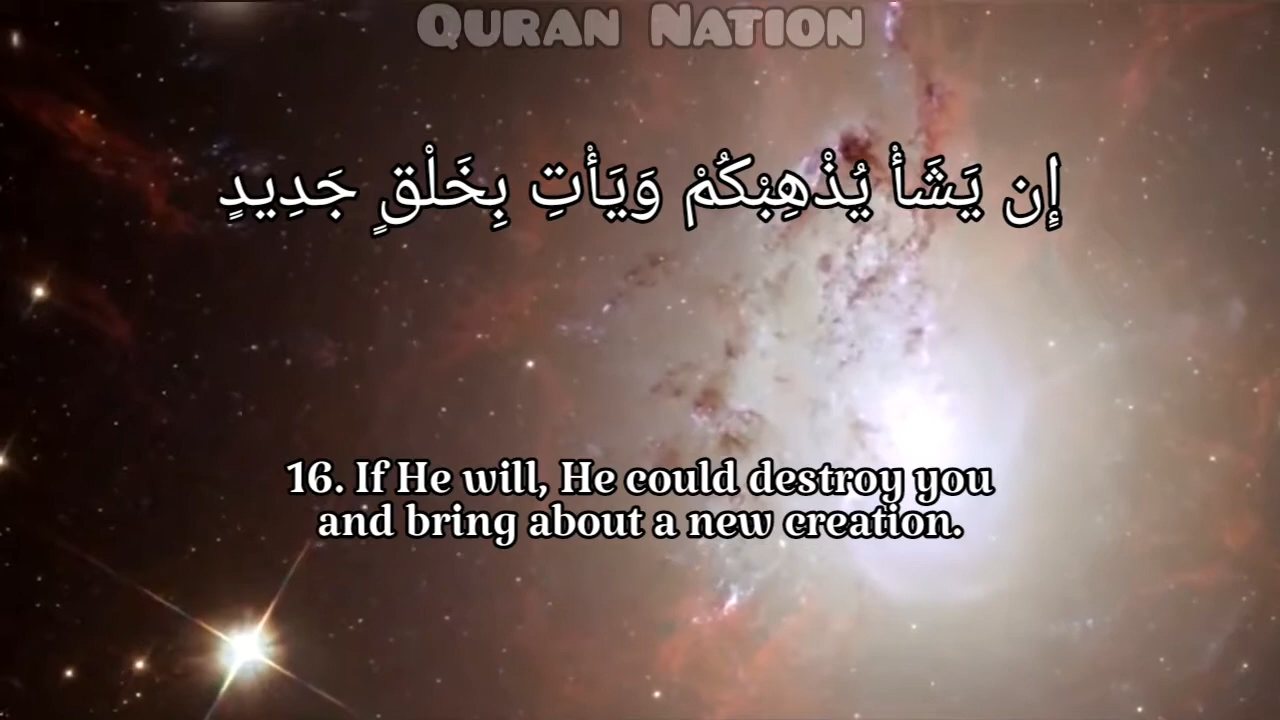 QURAN NATION
إِن يَشَأْ يُذْهِبْكُمْ وَيَأْتِ بِخَلْقٍ جَدِيدٍ
16. If He will, He could destroy you
and bring about a new creation.